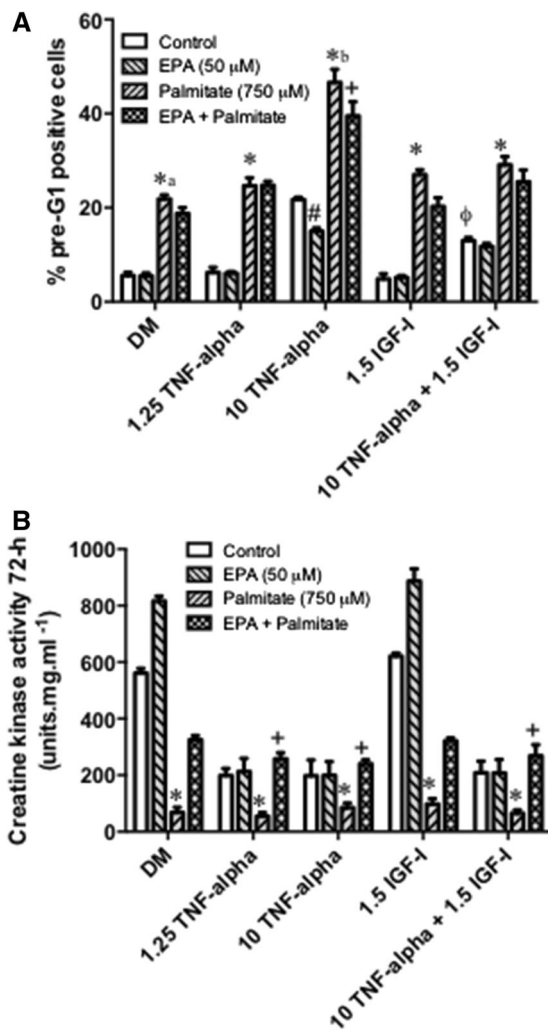 A
% pre-G1 positive cells
60
40
20
0
Control
EPA (50 μM)
Palmitate (750 μM)
EPA + Palmitate
*a
*
#
*b
+
*
ϕ
*
DM
1.25 TNF-alpha
10 TNF-alpha
1.5 IGF-I
10 TNF-alpha + 1.5 IGF-I
B
Creatine kinase activity 72-h
(units.mg.ml -1)
1000
800
600
400
200
0
Control
EPA (50 μM)
Palmitate (750 μM)
EPA + Palmitate
*
*
+
*
+
*
*
+
DM
1.25 TNF-alpha
10 TNF-alpha
1.5 IGF-I
10 TNF-alpha + 1.5 IGF-I